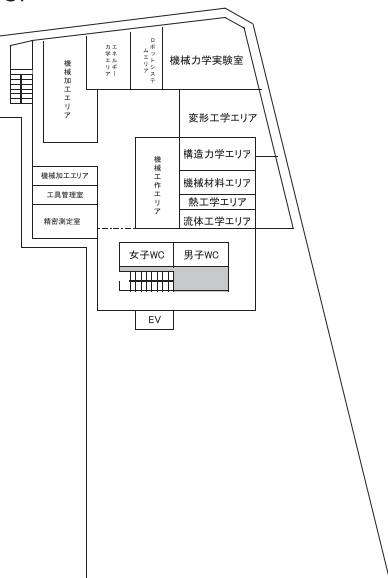 機械加工エリア
エネルギー
力学エリア
ロボットシステ
ムエリア
機械力学実験室
変形工学エリア
機械工作エリア
構造力学エリア
機械材料エリア
熱工学エリア
流体工学エリア
機械加工エリア
工具管理室
精密測定室
女子WC
男子WC
EV